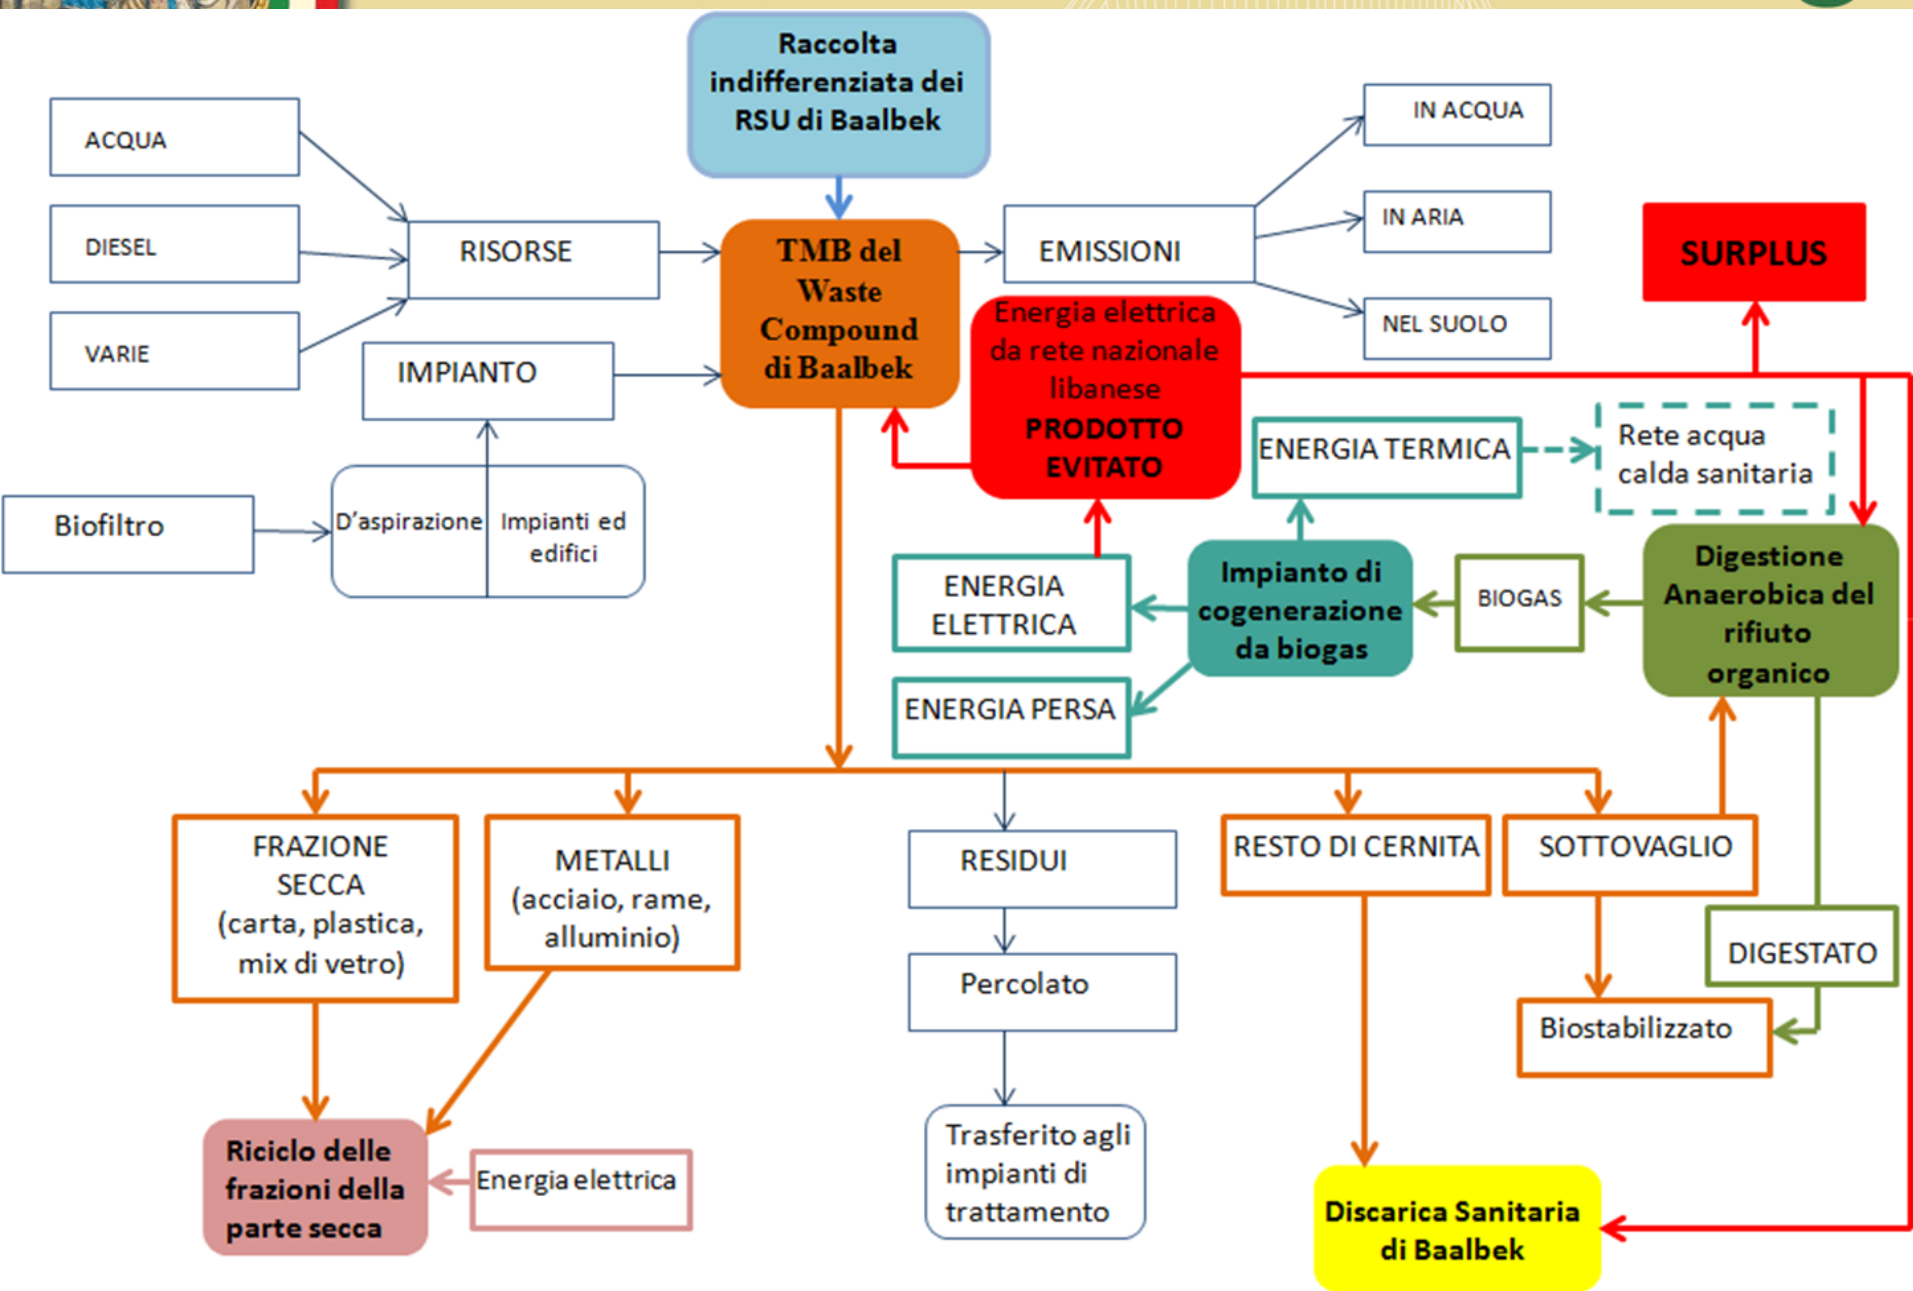 Raccolta
indifferenziata dei
RSU di Baalbek
ACQUA
DIESEL
VARIE
RISORSE
TMB del
Waste
Compound
di Baalbek
EMISSIONI
IN ACQUA
IN ARIA
NEL SUOLO
SURPLUS
IMPIANTO
Energia elettrica
da rete nazionale
libanese
PRODOTTO
EVITATO
ENERGIA TERMICA
Rete acqua
calda sanitaria
Biofiltro
D'aspirazione
Impianti ed
edifici
ENERGIA
ELETTRICA
Impianto di
cogenerazione
da biogas
BIOGAS
Digestione
Anaerobica del
rifiuto
organico
ENERGIA PERSA
FRAZIONE
SECCA
(carta, plastica,
mix di vetro)
METALLI
(acciaio, rame,
alluminio)
RESIDUI
RESTO DI CERNITA
SOTTOVAGLIO
Percolato
DIGESTATO
Biostabilizzato
Riciclo delle
frazioni della
parte secca
Energia elettrica
Trasferito agli
impianti di
trattamento
Discarica Sanitaria
di Baalbek